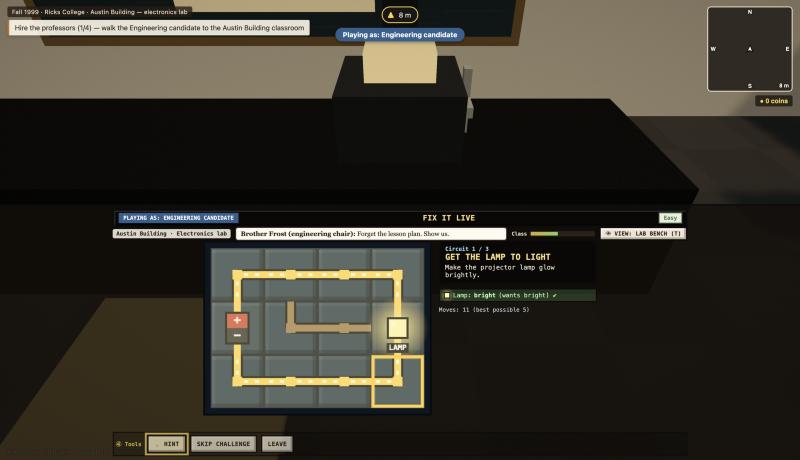 Fall 1999 · Ricks College · Austin Building — electronics lab
Hire the professors (1/4) — walk the Engineering candidate to the Austin Building classroom
8 m
Playing as: Engineering candidate
N
W A E
S 8 m
0 coins
PLAYING AS: ENGINEERING CANDIDATE
FIX IT LIVE
Easy
Austin Building · Electronics lab
Brother Frost (engineering chair): Forget the lesson plan. Show us.
Class
VIEW: LAB BENCH (T)
Circuit 1 / 3
GET THE LAMP TO LIGHT
Make the projector lamp glow
brightly.
Lamp: bright (wants bright) ✔
Moves: 11 (best possible 5)
+
−
LAMP
Tools
HINT
SKIP CHALLENGE
LEAVE